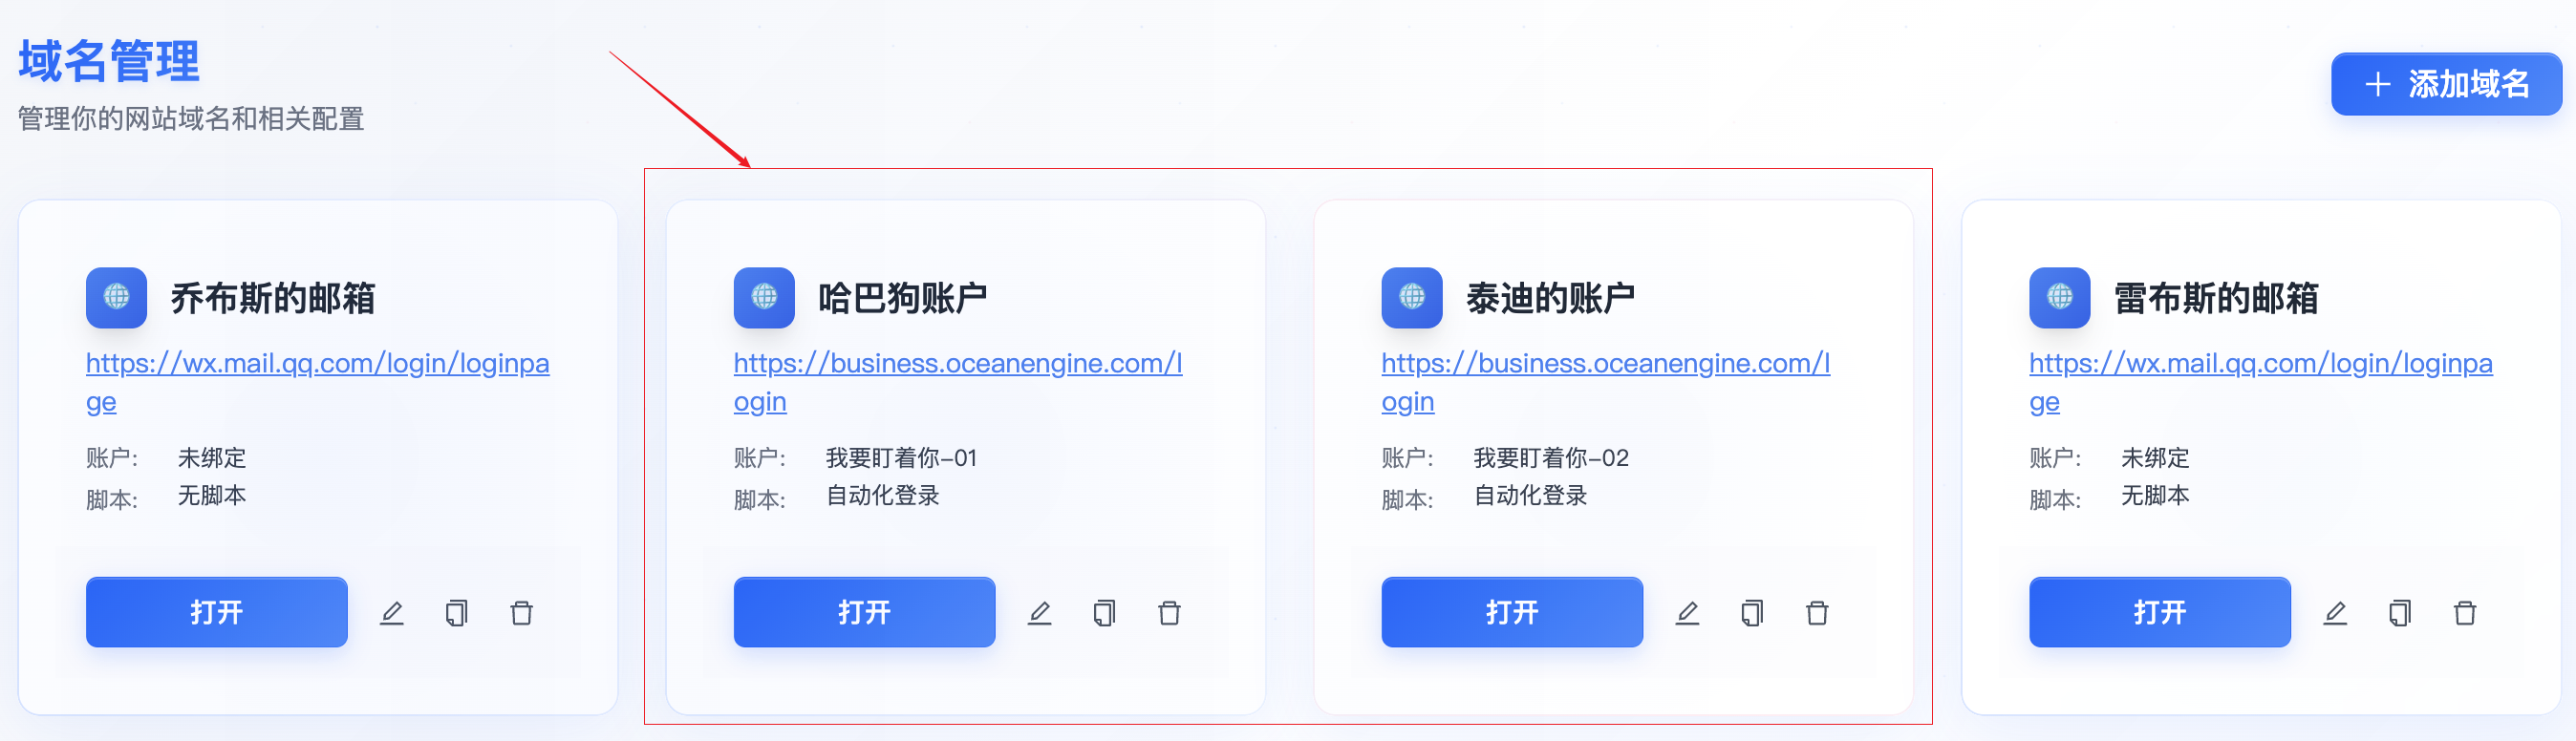 域名管理
管理你的网站域名和相关配置
添加域名
乔布斯的邮箱
https://wx.mail.qq.com/login/loginpa
ge
账户: 未绑定
脚本: 无脚本
打开
哈巴狗账户
https://business.oceanengine.com/l
ogin
账户: 我要盯着你-01
脚本: 自动化登录
打开
泰迪的账户
https://business.oceanengine.com/l
ogin
账户: 我要盯着你-02
脚本: 自动化登录
打开
雷布斯的邮箱
https://wx.mail.qq.com/login/loginpa
ge
账户: 未绑定
脚本: 无脚本
打开